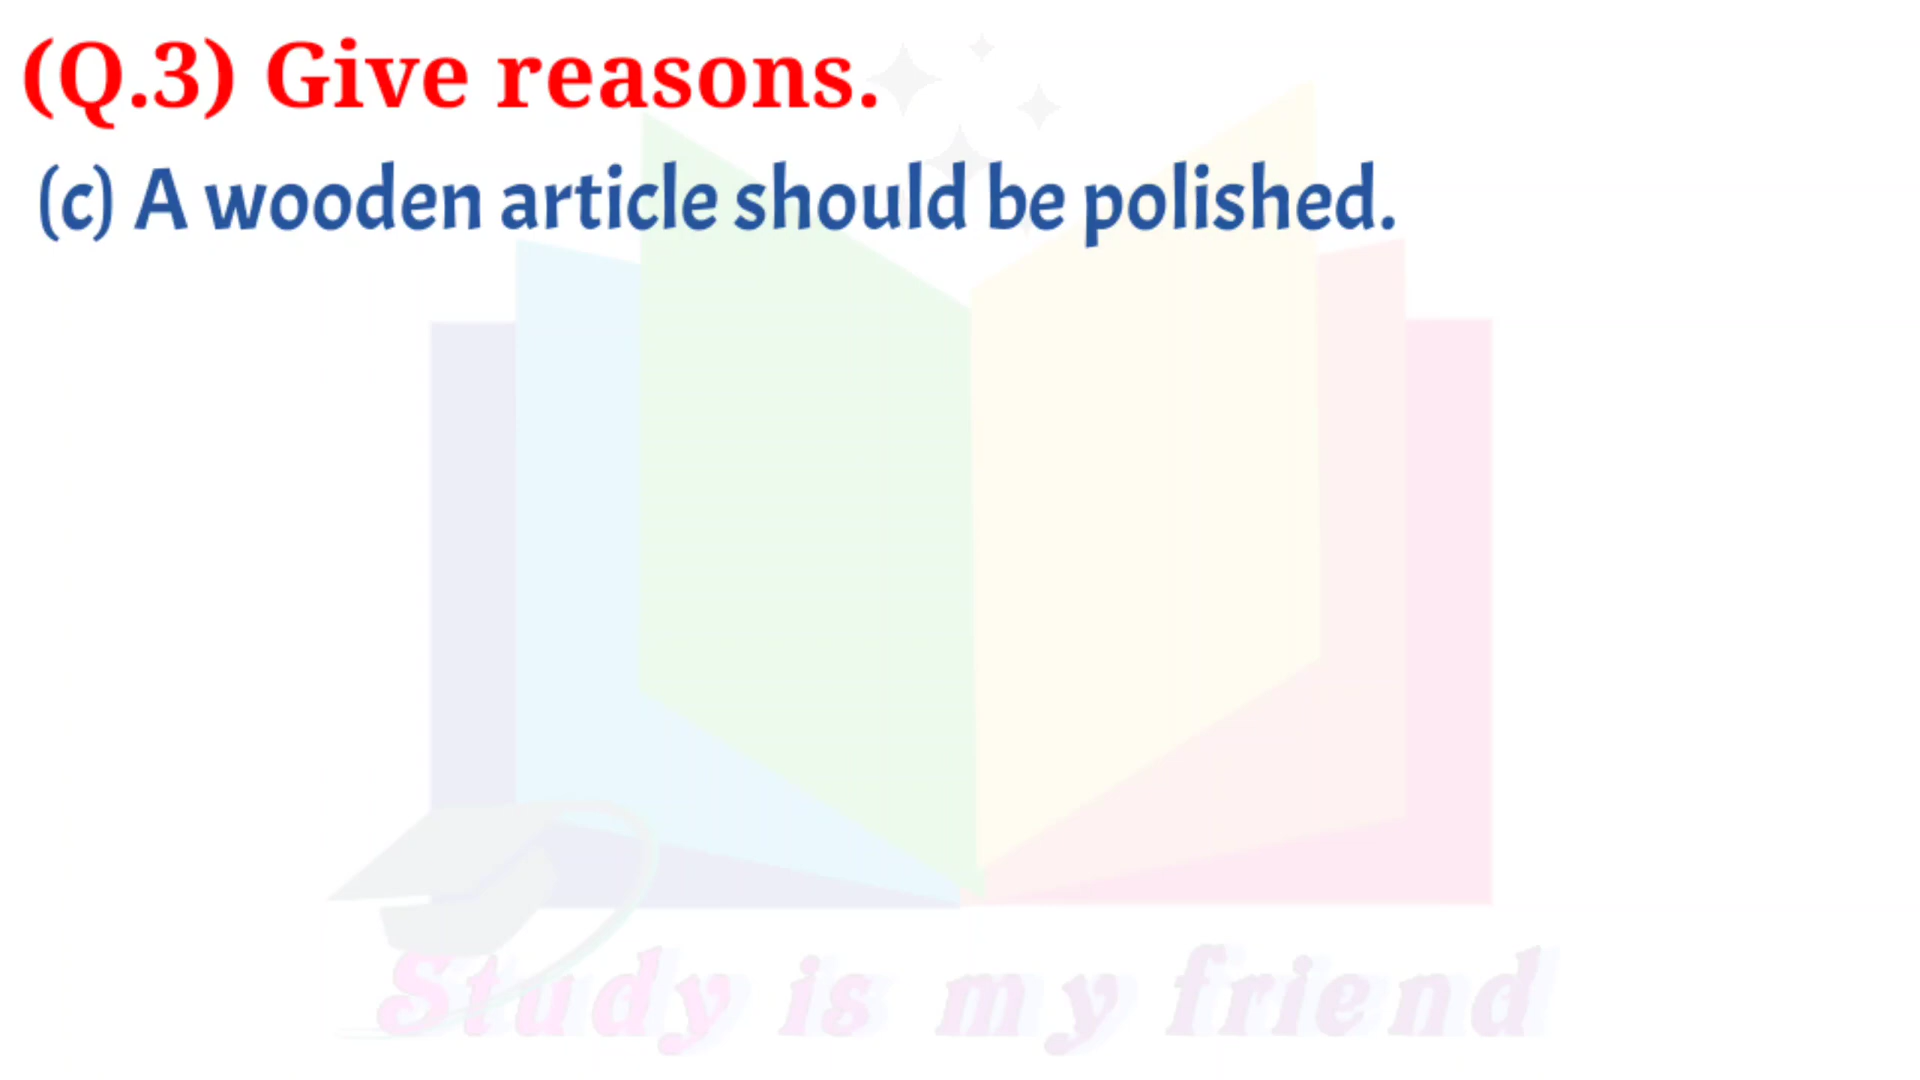 (Q.3) Give reasons.
(c) A wooden article should be polished.
Study is my friend